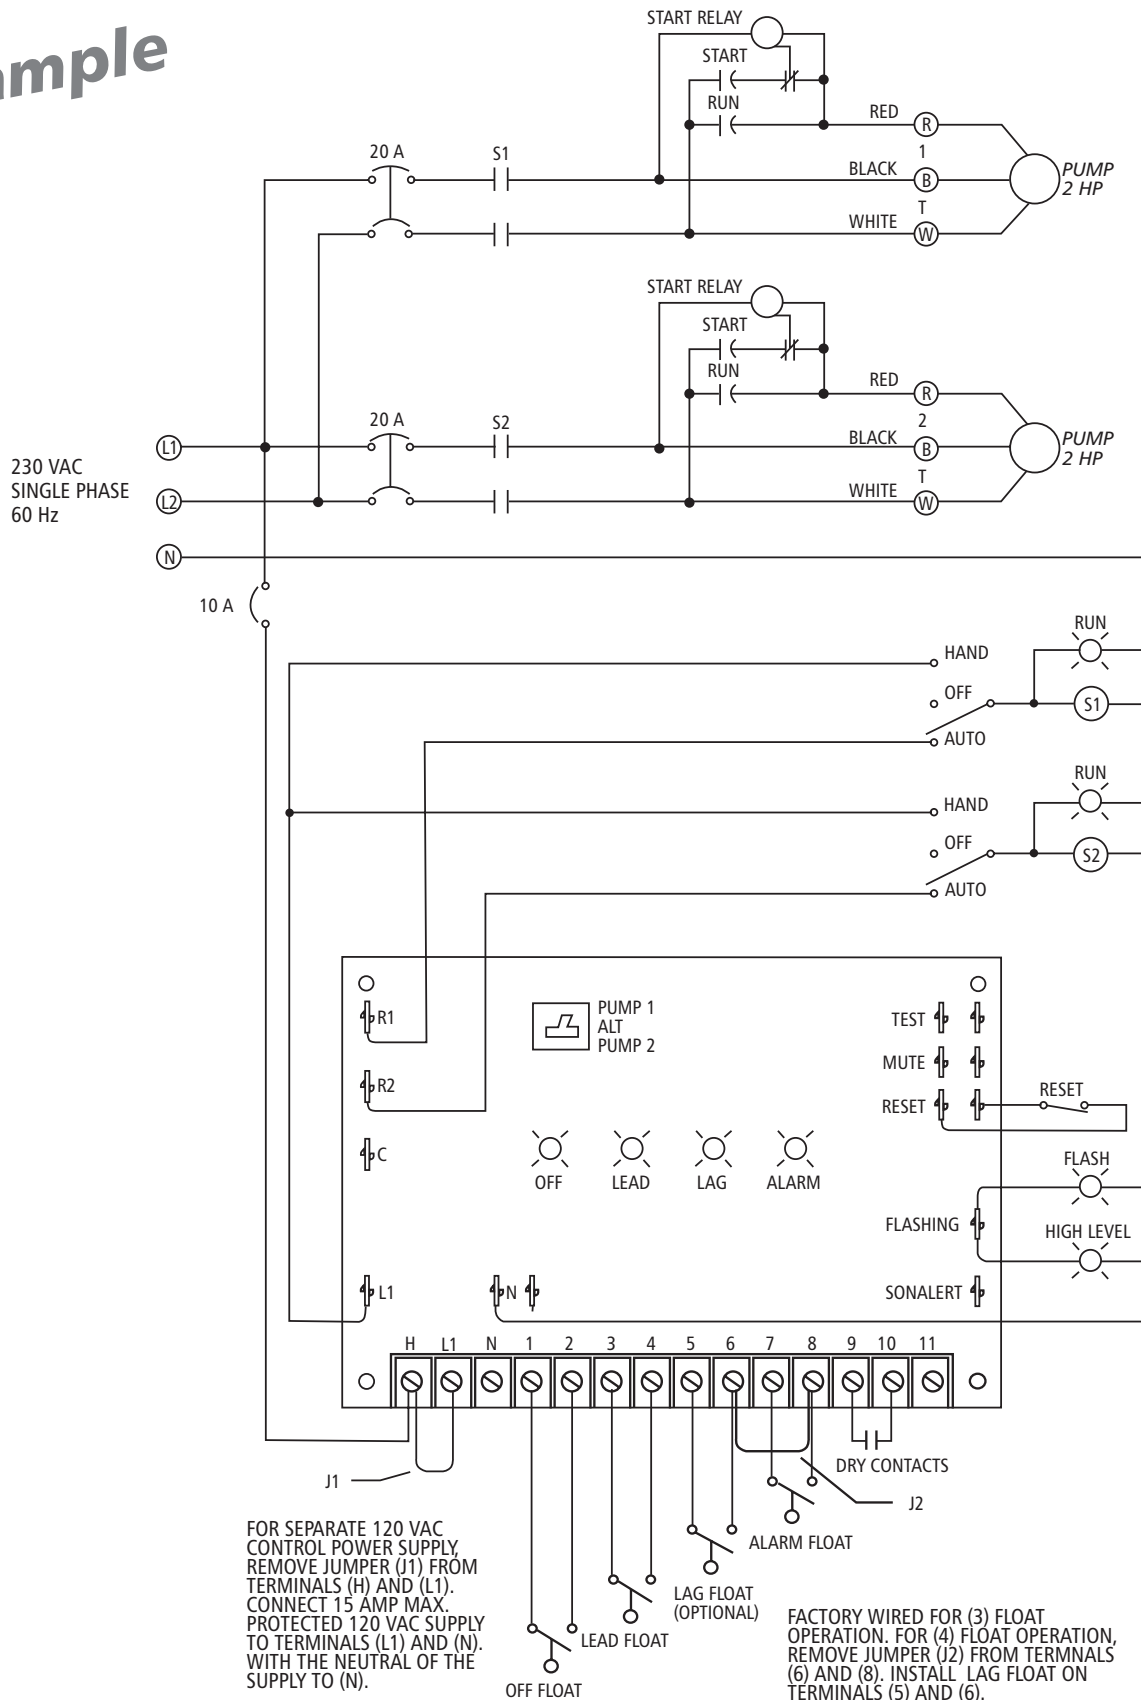 START RELAY
START
RUN
RED
R
20 A
S1
1
BLACK
B
PUMP
2 HP
T
WHITE
W
START RELAY
START
RUN
RED
R
20 A
S2
2
L1
BLACK
B
PUMP
2 HP
230 VAC
SINGLE PHASE
60 Hz
T
L2
WHITE
W
N
10 A
RUN
HAND
OFF
S1
AUTO
RUN
HAND
OFF
S2
AUTO
R1
PUMP 1
ALT
PUMP 2
TEST
MUTE
R2
RESET
RESET
C
OFF
LEAD
LAG
ALARM
FLASH
FLASHING
HIGH LEVEL
L1
N
SONALERT
H L1 N 1 2 3 4 5 6 7 8 9 10 11
DRY CONTACTS
J1
J2
ALARM FLOAT
LAG FLOAT
(OPTIONAL)
LEAD FLOAT
OFF FLOAT
FOR SEPARATE 120 VAC
CONTROL POWER SUPPLY,
REMOVE JUMPER (J1) FROM
TERMINALS (H) AND (L1).
CONNECT 15 AMP MAX.
PROTECTED 120 VAC SUPPLY
TO TERMINALS (L1) AND (N).
WITH THE NEUTRAL OF THE
SUPPLY TO (N).
FACTORY WIRED FOR (3) FLOAT
OPERATION. FOR (4) FLOAT OPERATION,
REMOVE JUMPER (J2) FROM TERMNALS
(6) AND (8). INSTALL LAG FLOAT ON
TERMINALS (5) AND (6).